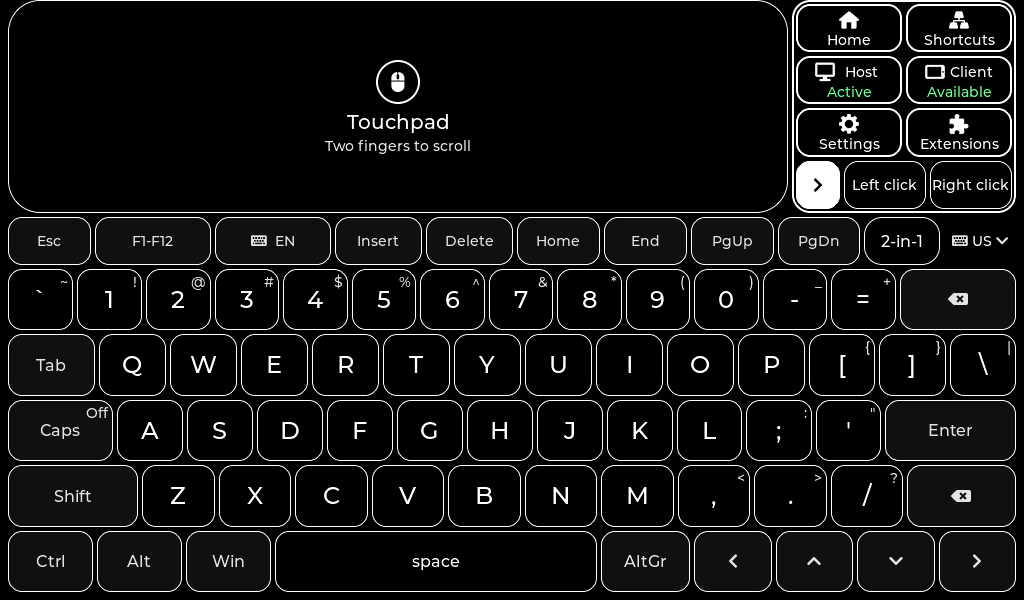 Touchpad
Two fingers to scroll
Home
Shortcuts
Host
Active
Client
Available
Settings
Extensions
Left click
Right click
Esc F1-F12 EN Insert Delete Home End PgUp PgDn 2-in-1 US
` ~ 1 ! 2 @ 3 # 4 $ 5 % 6 ^ 7 & 8 * 9 ( 0 ) - _ = +
Tab Q W E R T Y U I O P [ { ] } \ |
Caps Off A S D F G H J K L ; : ' " Enter
Shift Z X C V B N M , < . > / ?
Ctrl Alt Win space AltGr